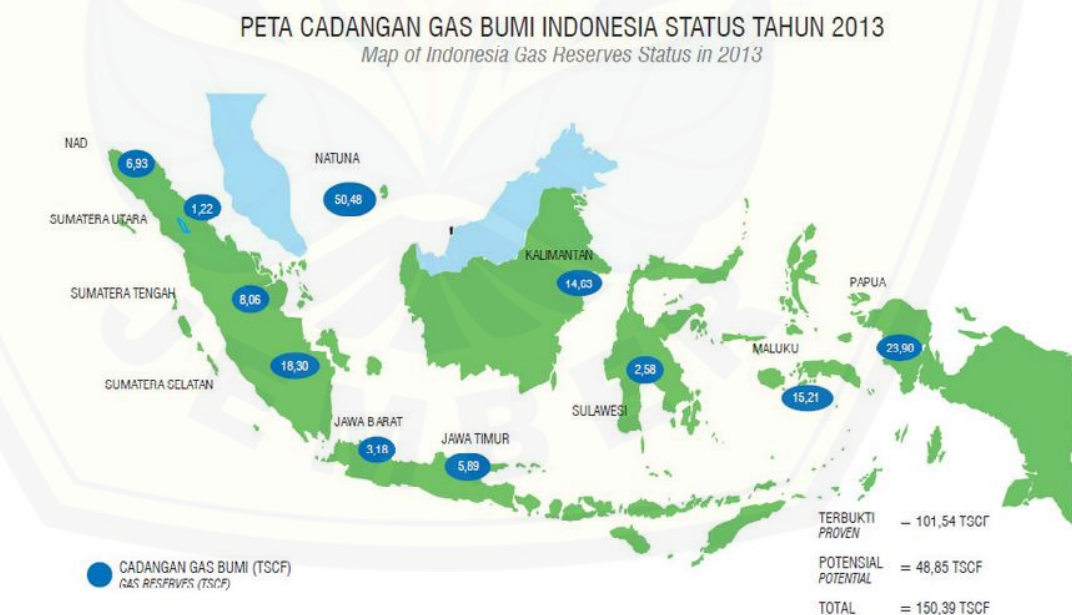 PETA CADANGAN GAS BUMI INDONESIA STATUS TAHUN 2013
Map of Indonesia Gas Reserves Status in 2013
NAD
6,93
NATUNA
50,48
1,22
SUMATERA UTARA
KALIMANTAN
14,63
SUMATERA TENGAH
8,06
PAPUA
23,90
MALUKU
15,21
18,30
SUMATERA SELATAN
2,58
SULAWESI
JAWA BARAT
3,18
JAWA TIMUR
5,89
TERBUKTI = 101,54 TSCF
PROVEN
POTENSIAL = 48,85 TSCF
POTENTIAL
TOTAL = 150,39 TSCF
CADANGAN GAS BUMI (TSCF)
GAS RESERVES (TSCF)
JEMBER